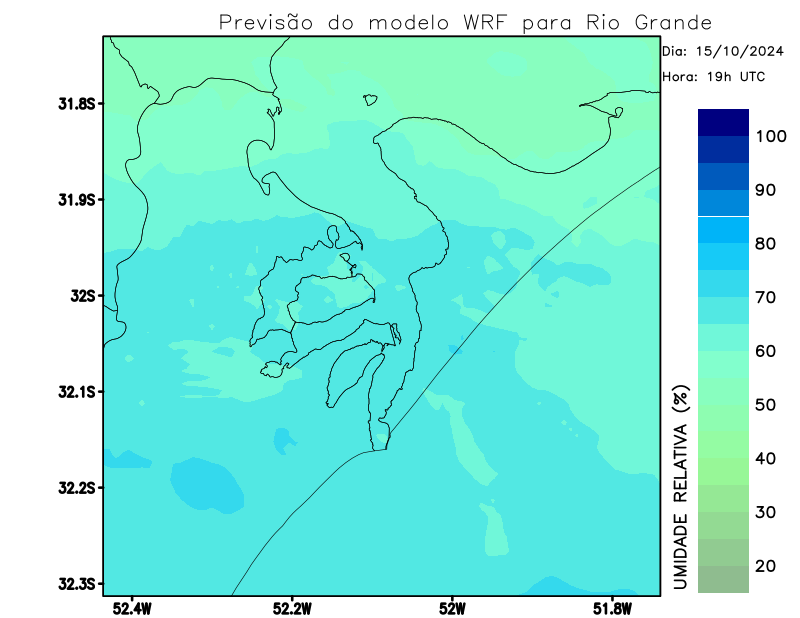 Previsão do modelo WRF para Rio Grande
Dia: 15/10/2024
Hora: 19h UTC
31.8S
31.9S
32S
32.1S
32.2S
32.3S
52.4W
52.2W
52W
51.8W
100
90
80
70
60
50
40
30
20
UMIDADE RELATIVA (%)